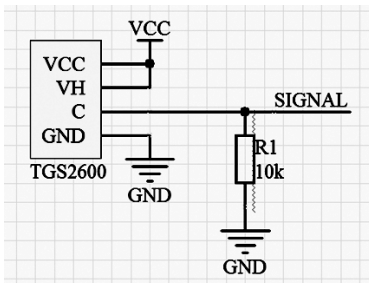 VCC
VCC
VH
C
SIGNAL
GND
R1
TGS2600
10k
GND
GND